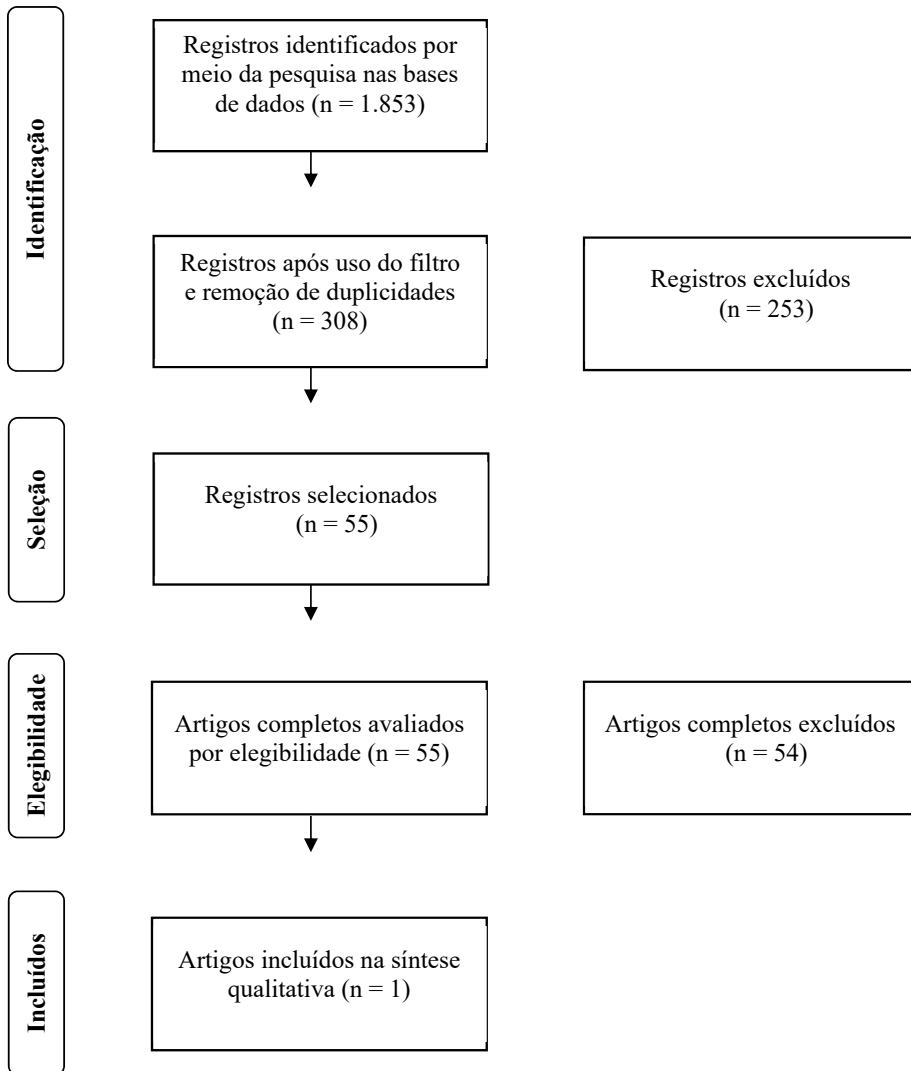 Identificação
Registros identificados por
meio da pesquisa nas bases
de dados (n = 1.853)
Registros após uso do filtro
e remoção de duplicidades
(n = 308)
Registros excluídos
(n = 253)
Seleção
Registros selecionados
(n = 55)
Elegibilidade
Artigos completos avaliados
por elegibilidade (n = 55)
Artigos completos excluídos
(n = 54)
Incluídos
Artigos incluídos na síntese
qualitativa (n = 1)